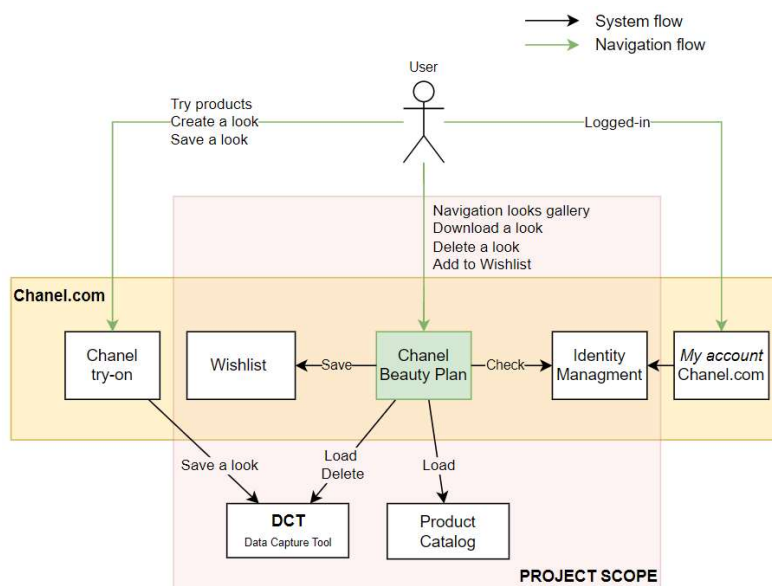 System flow
Navigation flow
User
Try products
Create a look
Save a look
Logged-in
Navigation looks gallery
Download a look
Delete a look
Add to Wishlist
Chanel.com
Chanel
try-on
Wishlist
Save
Chanel
Beauty Plan
Check
Identity
Managment
My account
Chanel.com
Save a look
Load
Delete
Load
DCT
Data Capture Tool
Product
Catalog
PROJECT SCOPE